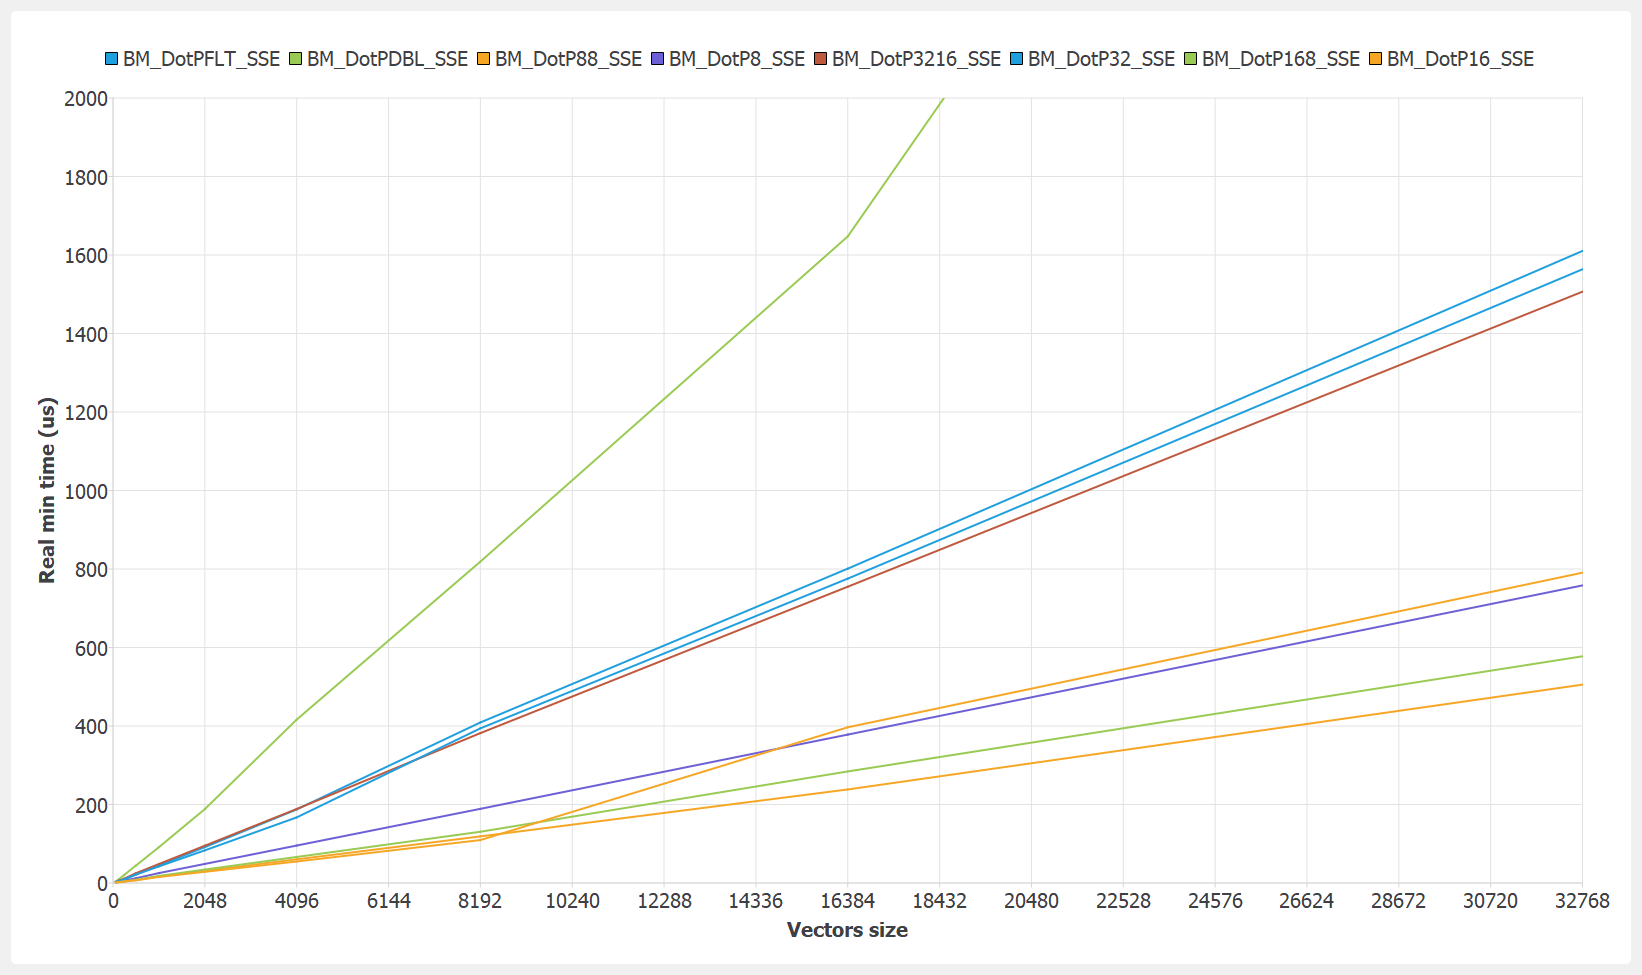 BM_DotPFLT_SSE BM_DotPDBL_SSE BM_DotP88_SSE BM_DotP8_SSE BM_DotP3216_SSE BM_DotP32_SSE BM_DotP168_SSE BM_DotP16_SSE
2000
1800
1600
1400
1200
1000
800
600
400
200
0
Real min time (us)
0 2048 4096 6144 8192 10240 12288 14336 16384 18432 20480 22528 24576 26624 28672 30720 32768
Vectors size